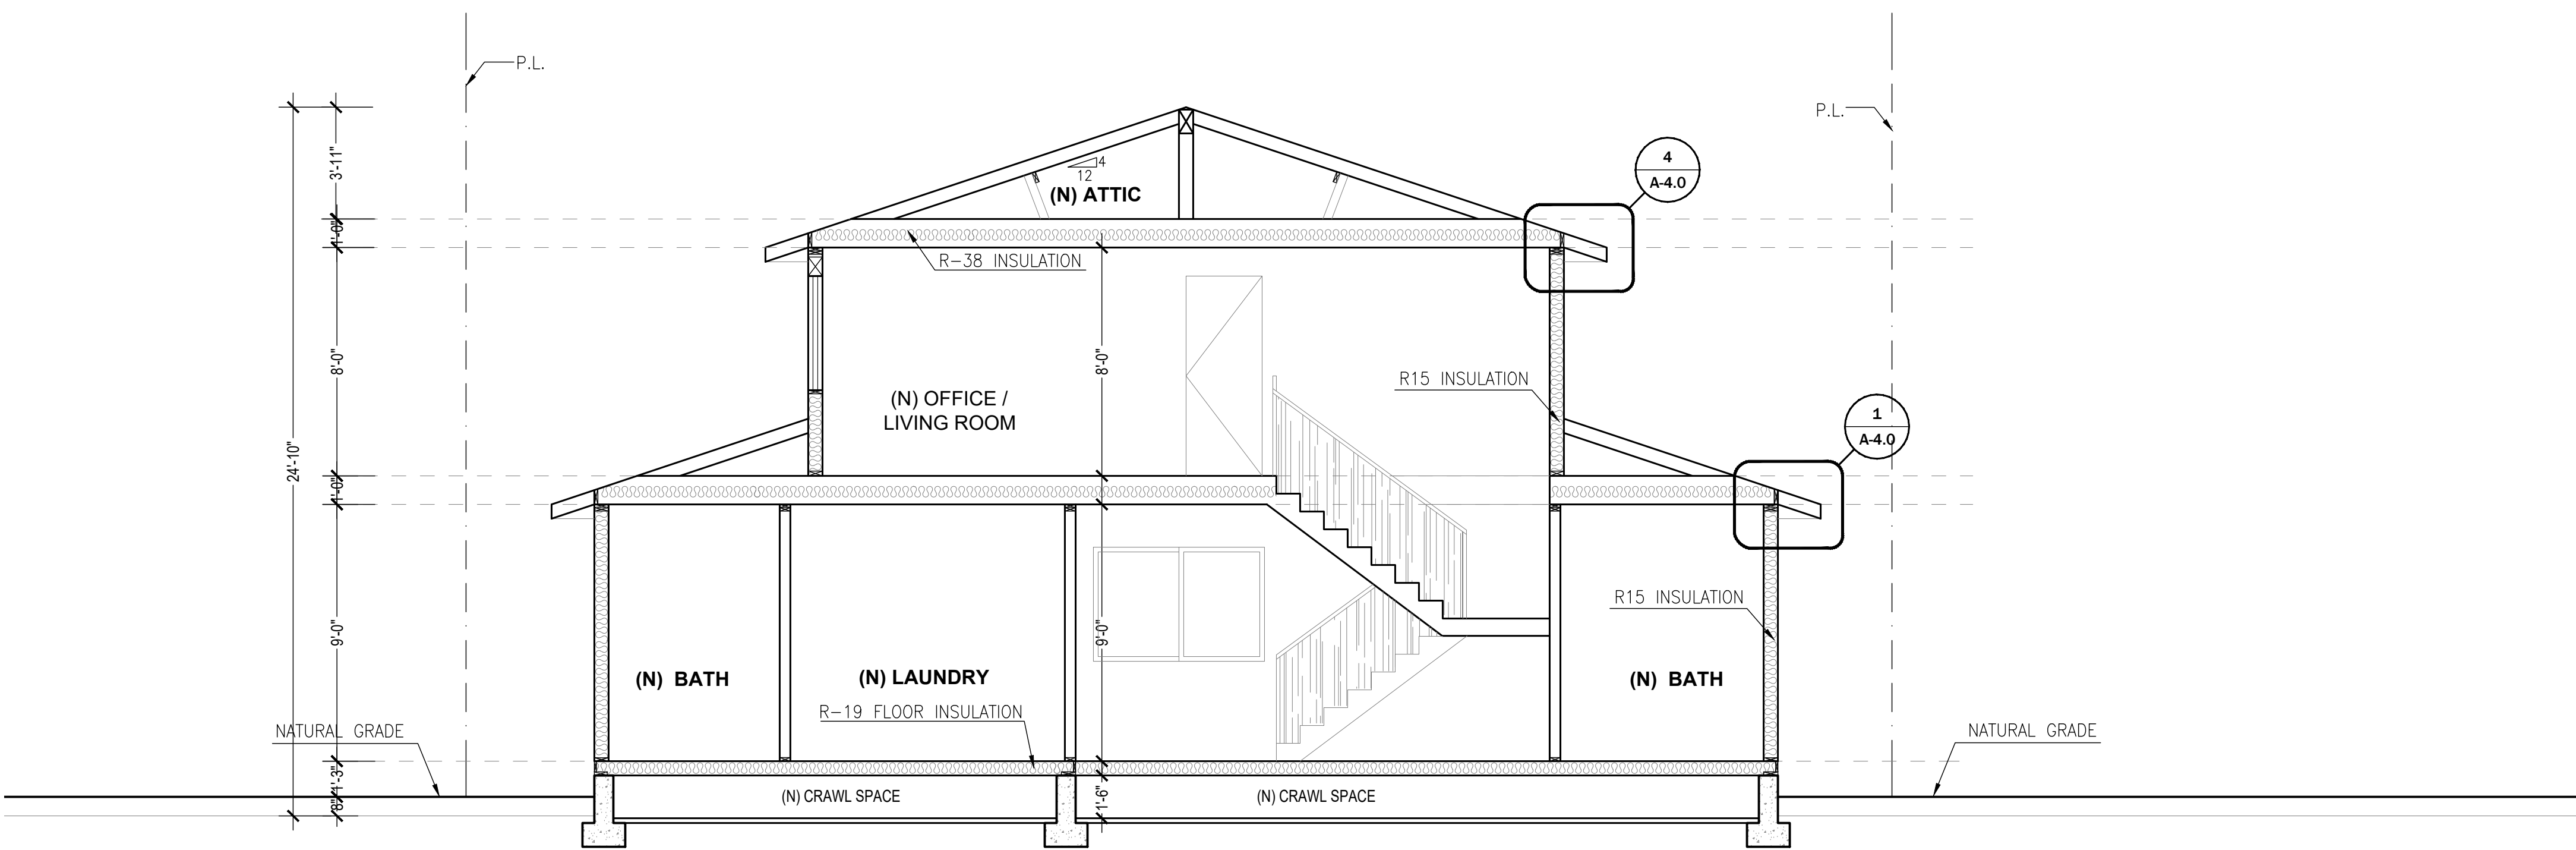 P.L.
P.L.
4
A-4.0
3'-11"
4
12
(N) ATTIC
1'-0"
R-38 INSULATION
8'-0"
8'-0"
R15 INSULATION
(N) OFFICE /
LIVING ROOM
1
A-4.0
24'-10"
1'-0"
R15 INSULATION
9'-0"
9'-0"
(N) BATH
(N) LAUNDRY
(N) BATH
R-19 FLOOR INSULATION
NATURAL GRADE
NATURAL GRADE
1'-3"
8"
(N) CRAWL SPACE
1'-6"
(N) CRAWL SPACE